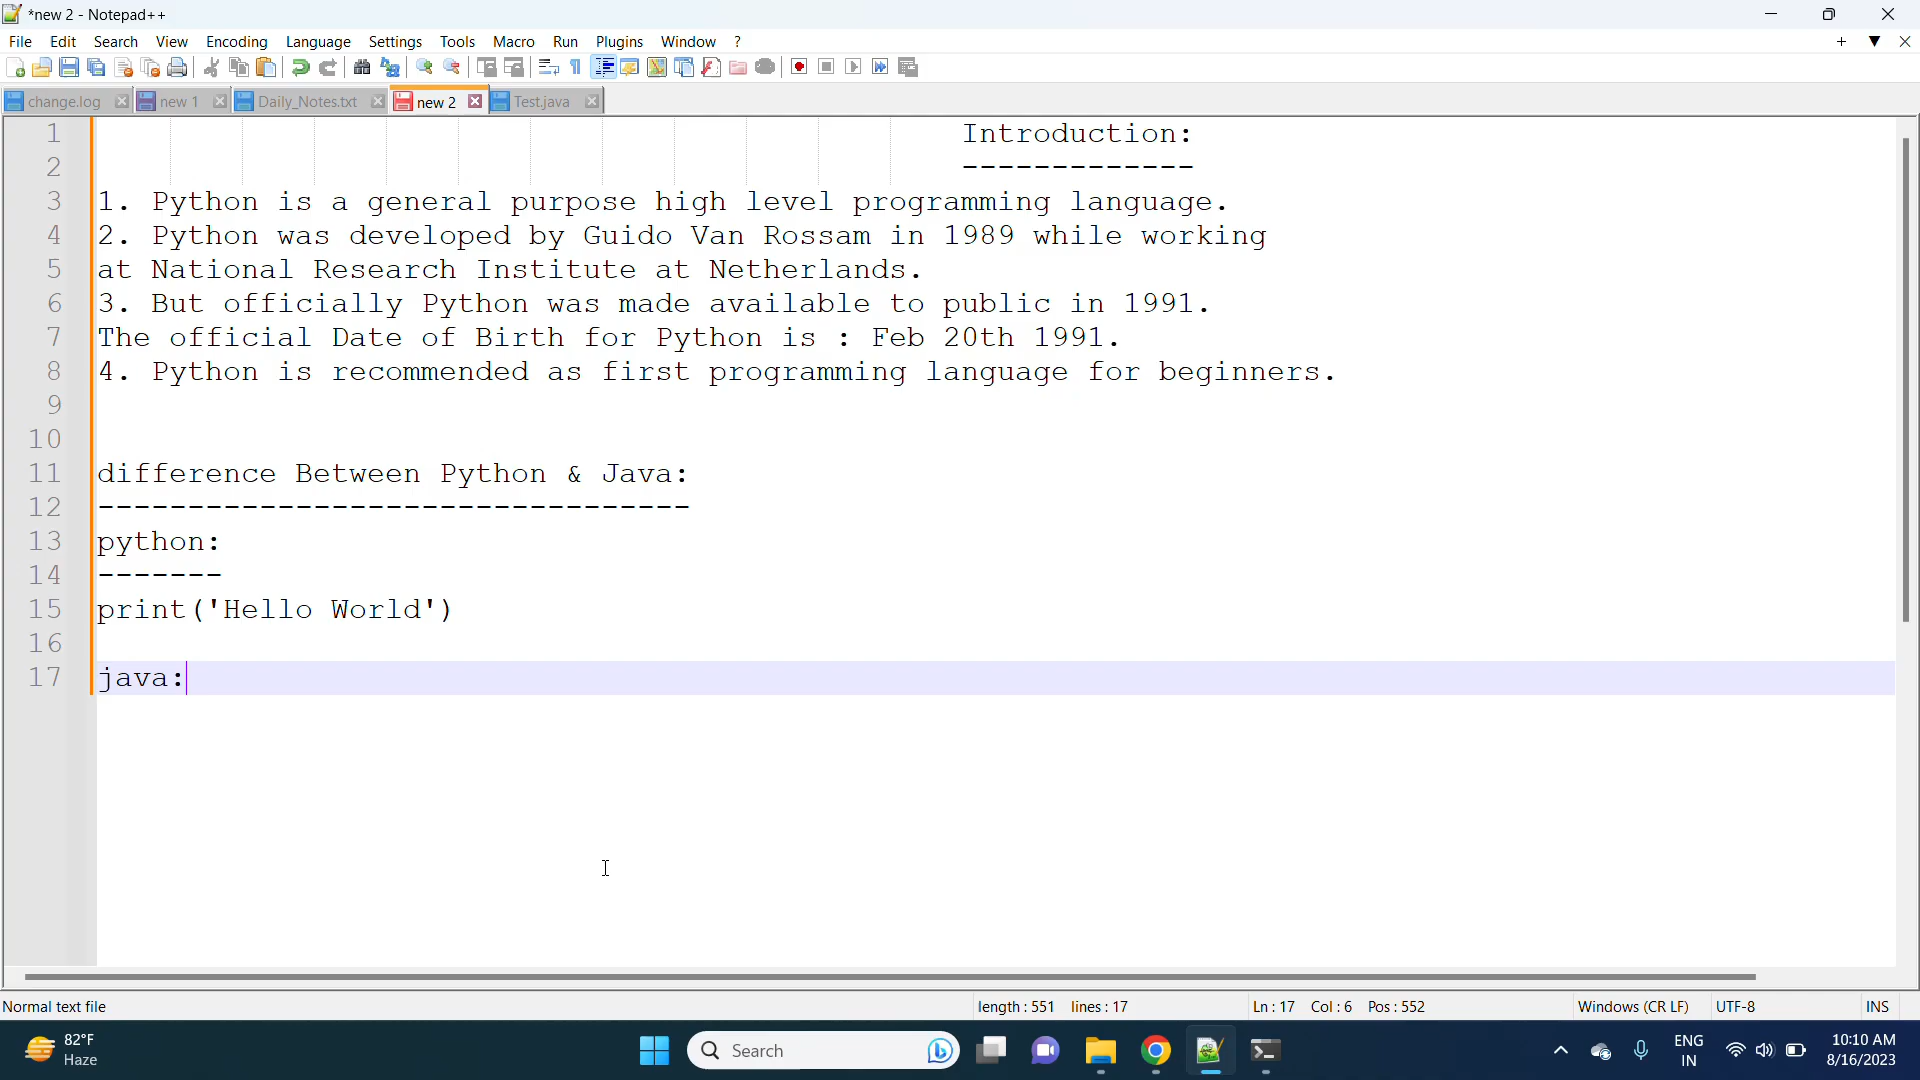 *new 2 - Notepad++
File Edit Search View Encoding Language Settings Tools Macro Run Plugins Window ?
change.log new 1 Daily_Notes.txt new 2 Test.java
1 Introduction:
2 -------------
3 1. Python is a general purpose high level programming language.
4 2. Python was developed by Guido Van Rossam in 1989 while working
5 at National Research Institute at Netherlands.
6 3. But officially Python was made available to public in 1991.
7 The official Date of Birth for Python is : Feb 20th 1991.
8 4. Python is recommended as first programming language for beginners.
9
10
11 difference Between Python & Java:
12 ---------------------------------
13 python:
14 -------
15 print('Hello World')
16
17 java:
Normal text file length : 551 lines : 17 Ln : 17 Col : 6 Pos : 552 Windows (CR LF) UTF-8 INS
82°F
Haze
Search
ENG
IN
10:10 AM
8/16/2023